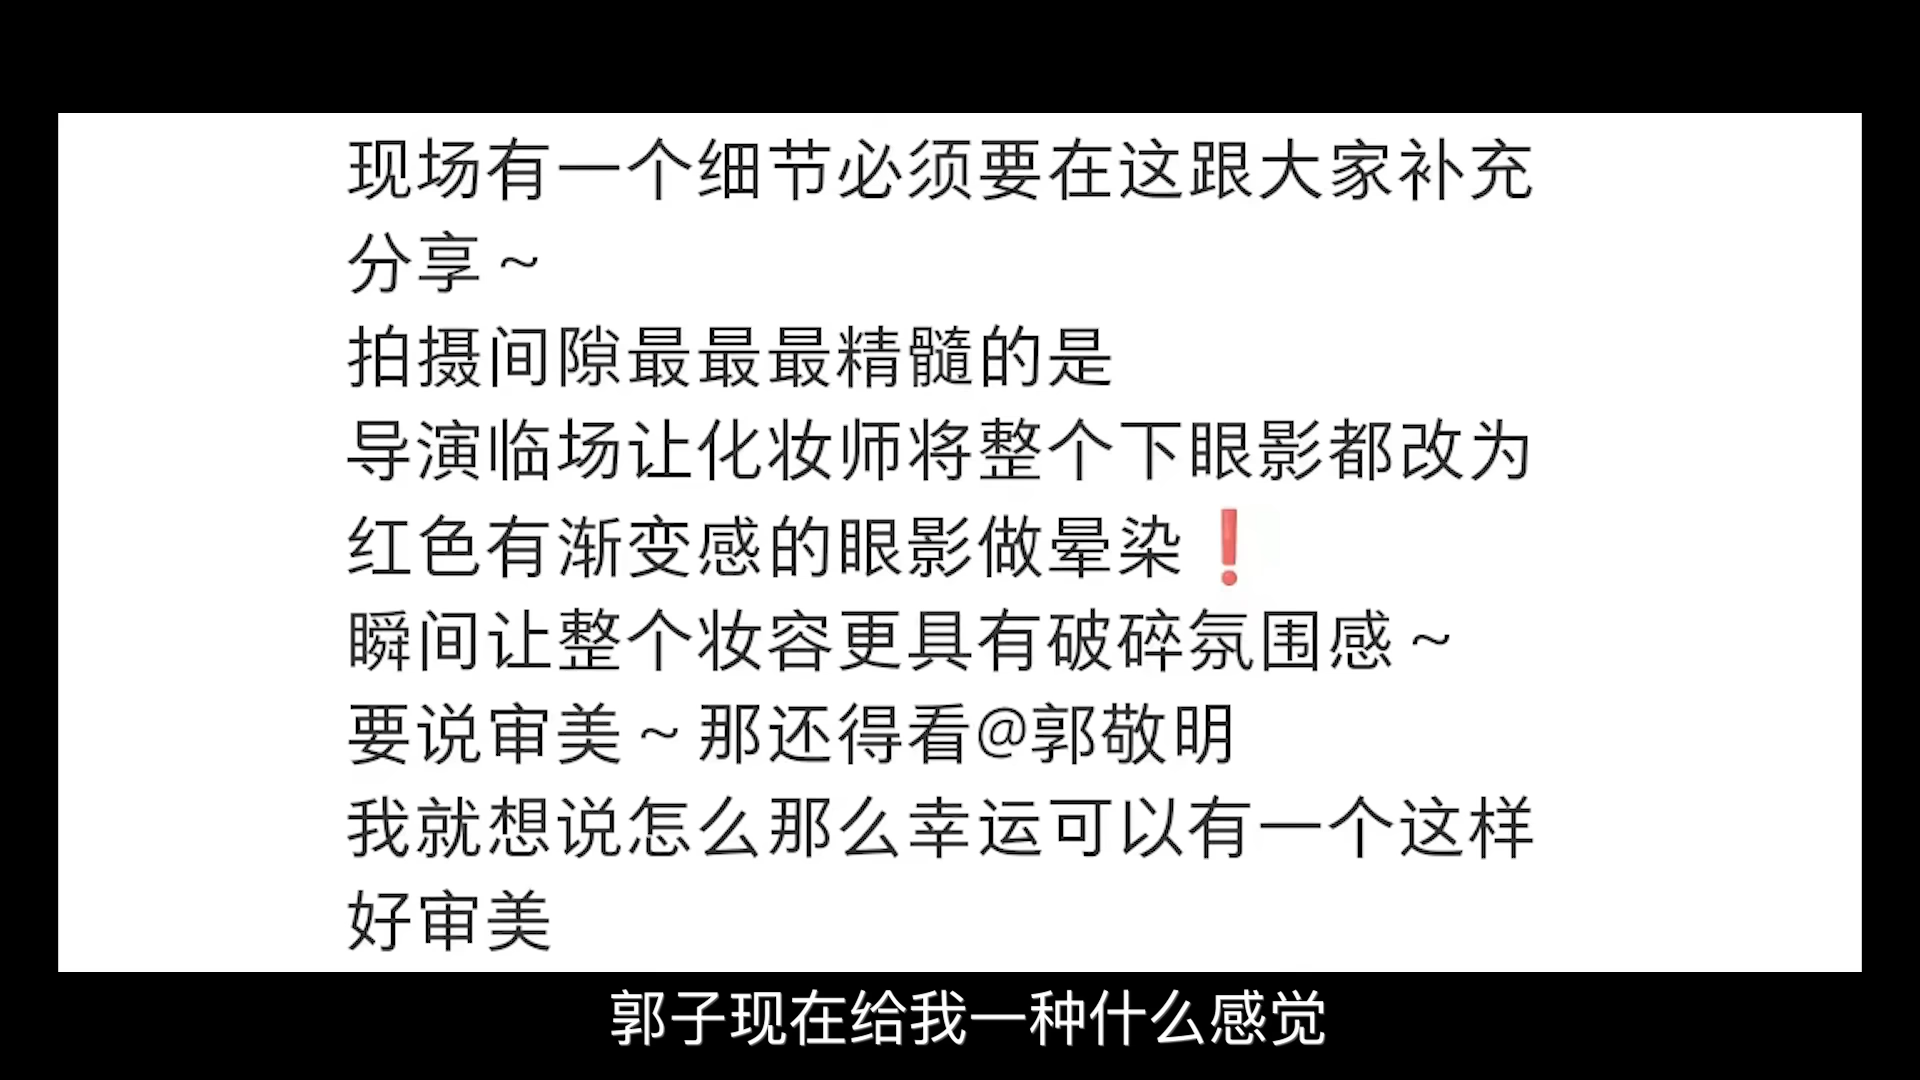 现场有一个细节必须要在这跟大家补充
分享～
拍摄间隙最最最精髓的是
导演临场让化妆师将整个下眼影都改为
红色有渐变感的眼影做晕染❗
瞬间让整个妆容更具有破碎氛围感～
要说审美～那还得看@郭敬明
我就想说怎么那么幸运可以有一个这样
好审美
郭子现在给我一种什么感觉